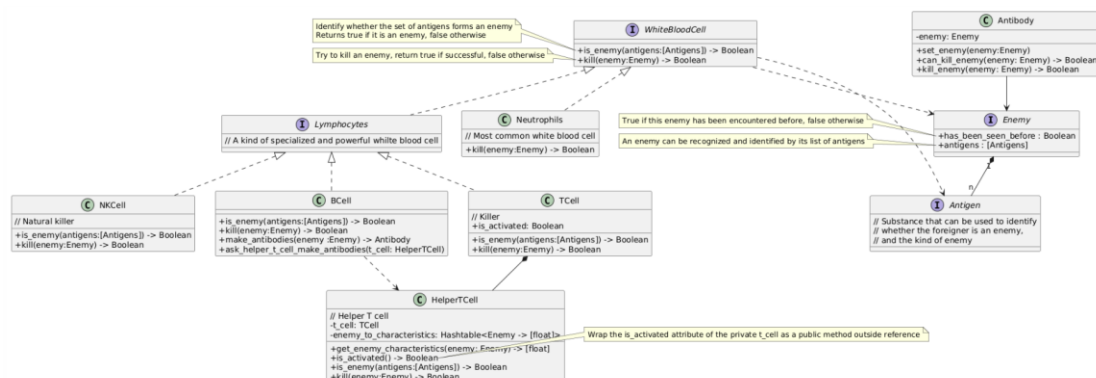 Identify whether the set of antigens forms an enemy
Returns true if it is an enemy, false otherwise
Try to kill an enemy, return true if successful, false otherwise
I WhiteBloodCell
+is_enemy(antigens:[Antigens]) -> Boolean
+kill(enemy:Enemy) -> Boolean
C Antibody
-enemy: Enemy
+set_enemy(enemy:Enemy)
+can_kill_enemy(enemy: Enemy) -> Boolean
+kill_enemy(enemy: Enemy) -> Boolean
I Lymphocytes
// A kind of specialized and powerful whilte blood cell
C Neutrophils
// Most common white blood cell
+kill(enemy:Enemy) -> Boolean
True if this enemy has been encountered before, false otherwise
An enemy can be recognized and identified by its list of antigens
I Enemy
+has_been_seen_before : Boolean
+antigens : [Antigens]
1
n
C NKCell
// Natural killer
+is_enemy(antigens:[Antigens]) -> Boolean
+kill(enemy:Enemy) -> Boolean
C BCell
+is_enemy(antigens:[Antigens]) -> Boolean
+kill(enemy:Enemy) -> Boolean
+make_antibodies(enemy :Enemy) -> Antibody
+ask_helper_t_cell_make_antibodies(t_cell: HelperTCell)
C TCell
// Killer
+is_activated: Boolean
+is_enemy(antigens:[Antigens]) -> Boolean
+kill(enemy:Enemy) -> Boolean
I Antigen
// Substance that can be used to identify
// whether the foreigner is an enemy,
// and the kind of enemy
C HelperTCell
// Helper T cell
-t_cell: TCell
-enemy_to_characteristics: Hashtable<Enemy -> [float]>
+get_enemy_characteristics(enemy: Enemy) -> [float]
+is_activated() -> Boolean
+is_enemy(antigens:[Antigens]) -> Boolean
+kill(enemy:Enemy) -> Boolean
Wrap the is_activated attribute of the private t_cell as a public method outside reference